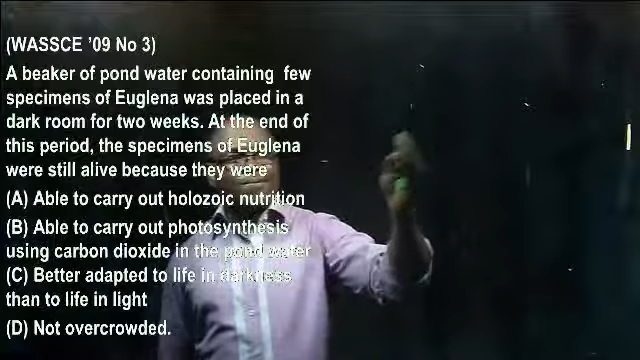 (WASSCE ’09 No 3)
A beaker of pond water containing few
specimens of Euglena was placed in a
dark room for two weeks. At the end of
this period, the specimens of Euglena
were still alive because they were
(A) Able to carry out holozoic nutrition
(B) Able to carry out photosynthesis
using carbon dioxide in the pond water
(C) Better adapted to life in darkness
than to life in light
(D) Not overcrowded.